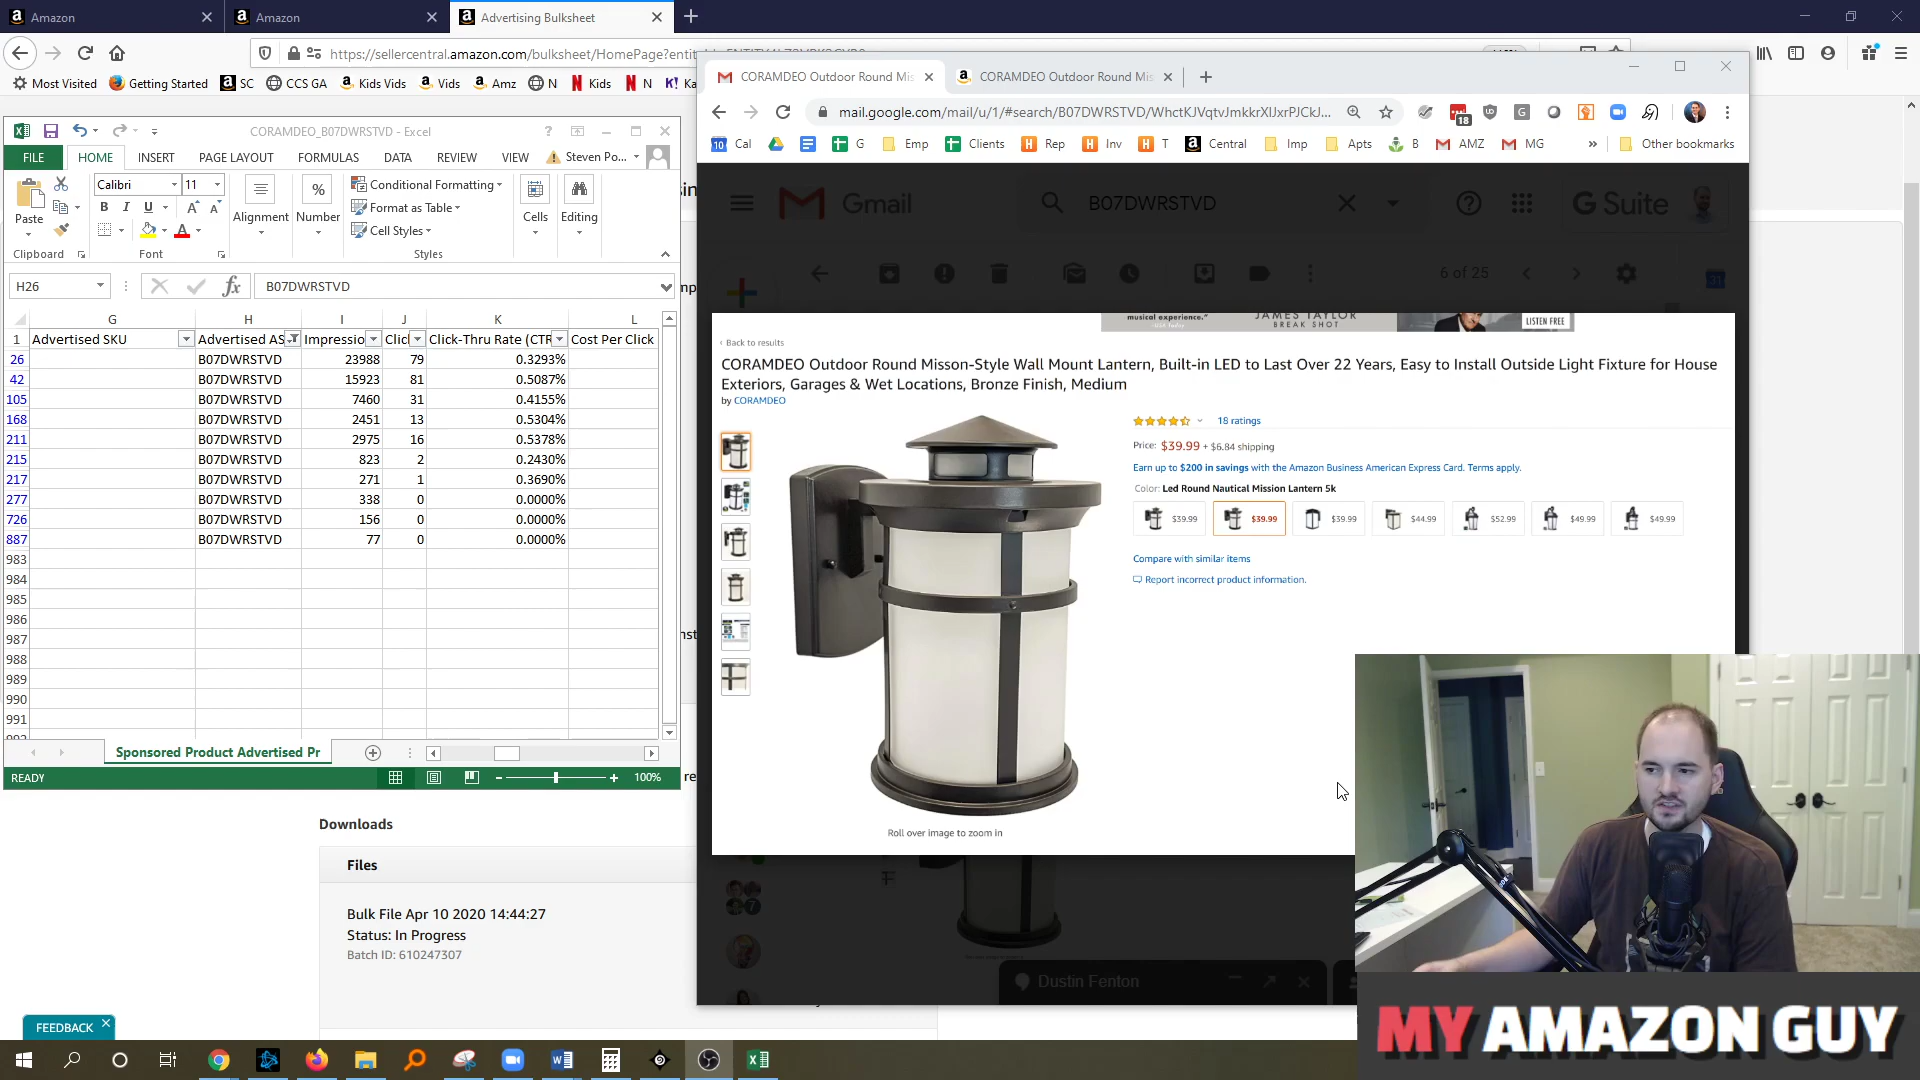 Amazon
Amazon
Advertising Bulksheet
https://sellercentral.amazon.com/bulksheet/HomePage?enti
Most Visited
Getting Started
SC
CCS GA
Kids Vids
Vids
Amz
N
Kids
N
CORAMDEO_B07DWRSTVD - Excel
FILE
HOME
INSERT
PAGE LAYOUT
FORMULAS
DATA
REVIEW
VIEW
Steven Po...
Paste
Calibri
11
B I U
Alignment
Number
Conditional Formatting
Format as Table
Cell Styles
Cells
Editing
Clipboard
Font
Styles
H26
B07DWRSTVD
G H I J K L
1 Advertised SKU Advertised AS Impressio Clic Click-Thru Rate (CTR Cost Per Click
26 B07DWRSTVD 23988 79 0.3293%
42 B07DWRSTVD 15923 81 0.5087%
105 B07DWRSTVD 7460 31 0.4155%
168 B07DWRSTVD 2451 13 0.5304%
211 B07DWRSTVD 2975 16 0.5378%
215 B07DWRSTVD 823 2 0.2430%
217 B07DWRSTVD 271 1 0.3690%
277 B07DWRSTVD 338 0 0.0000%
726 B07DWRSTVD 156 0 0.0000%
887 B07DWRSTVD 77 0 0.0000%
983
984
985
986
987
988
989
990
991
Sponsored Product Advertised Pr
READY
100%
Downloads
Files
Bulk File Apr 10 2020 14:44:27
Status: In Progress
Batch ID: 610247307
FEEDBACK
CORAMDEO Outdoor Round Mis
CORAMDEO Outdoor Round Mis
mail.google.com/mail/u/1/#search/B07DWRSTVD/WhctKJVqtvJmkkrXlJxrPJCkJ...
18
Cal
G
Emp
Clients
Rep
Inv
T
Central
Imp
Apts
B
AMZ
MG
Other bookmarks
Gmail
B07DWRSTVD
G Suite
6 of 25
musical experience."
JAMES TAYLOR
BREAK SHOT
LISTEN FREE
‹ Back to results
CORAMDEO Outdoor Round Misson-Style Wall Mount Lantern, Built-in LED to Last Over 22 Years, Easy to Install Outside Light Fixture for House
Exteriors, Garages & Wet Locations, Bronze Finish, Medium
by CORAMDEO
18 ratings
Price: $39.99 + $6.84 shipping
Earn up to $200 in savings with the Amazon Business American Express Card. Terms apply.
Color: Led Round Nautical Mission Lantern 5k
$39.99
$39.99
$39.99
$44.99
$52.99
$49.99
$49.99
Compare with similar items
Report incorrect product information.
Roll over image to zoom in
Dustin Fenton
MY AMAZON GUY